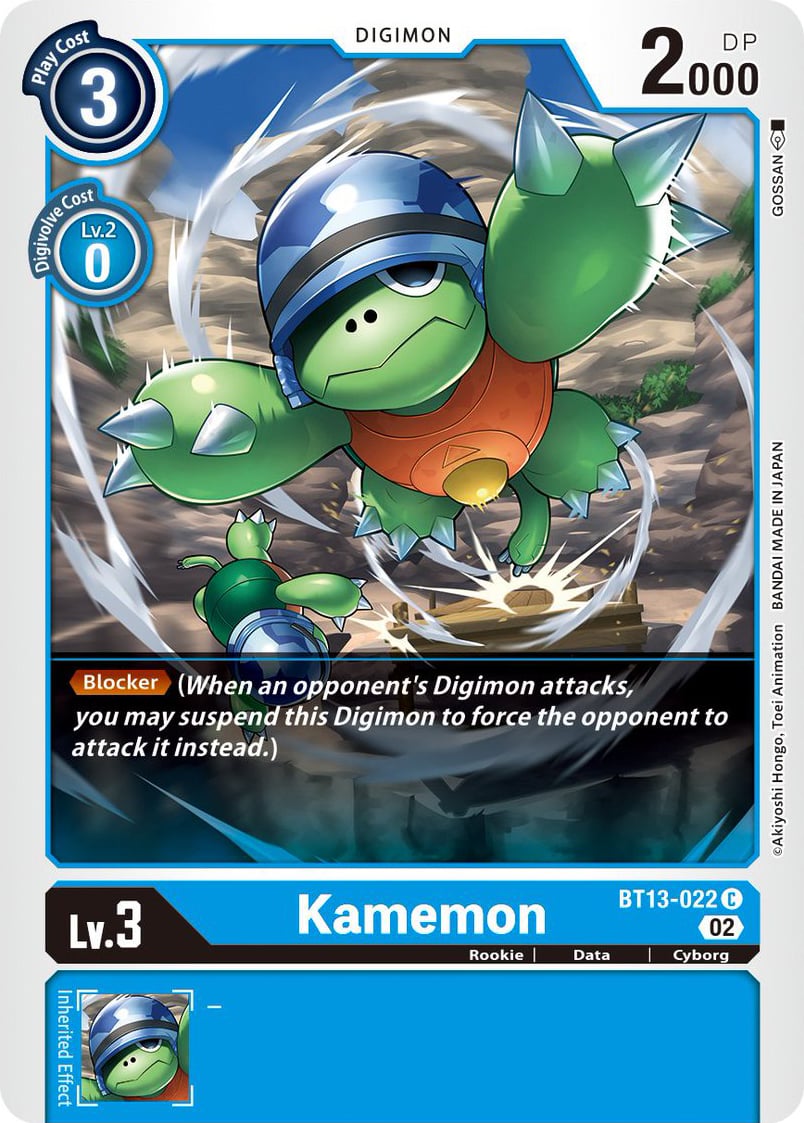 DIGIMON
Play Cost
3
DP
2000
Digivolve Cost
Lv.2
0
GOSSAN
©Akiyoshi Hongo, Toei Animation BANDAI MADE IN JAPAN
Blocker (When an opponent's Digimon attacks,
you may suspend this Digimon to force the opponent to
attack it instead.)
Lv.3
Kamemon
BT13-022 C
02
Rookie | Data | Cyborg
Inherited Effect
–